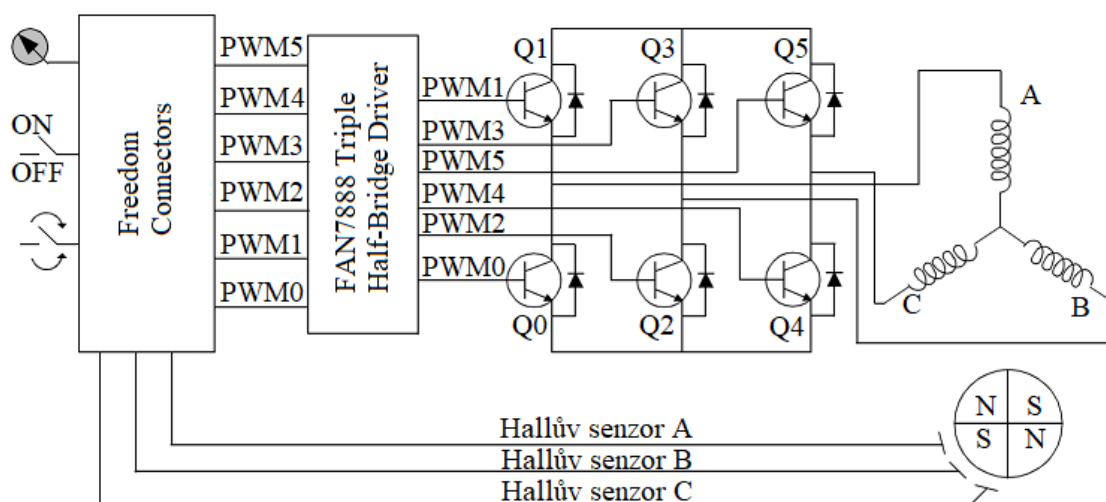 ON
OFF
Freedom
Connectors
PWM5
PWM4
PWM3
PWM2
PWM1
PWM0
FAN7888 Triple
Half-Bridge Driver
PWM1
PWM3
PWM5
PWM4
PWM2
PWM0
Q1
Q3
Q5
Q0
Q2
Q4
A
C
B
N S
S N
Hallův senzor A
Hallův senzor B
Hallův senzor C